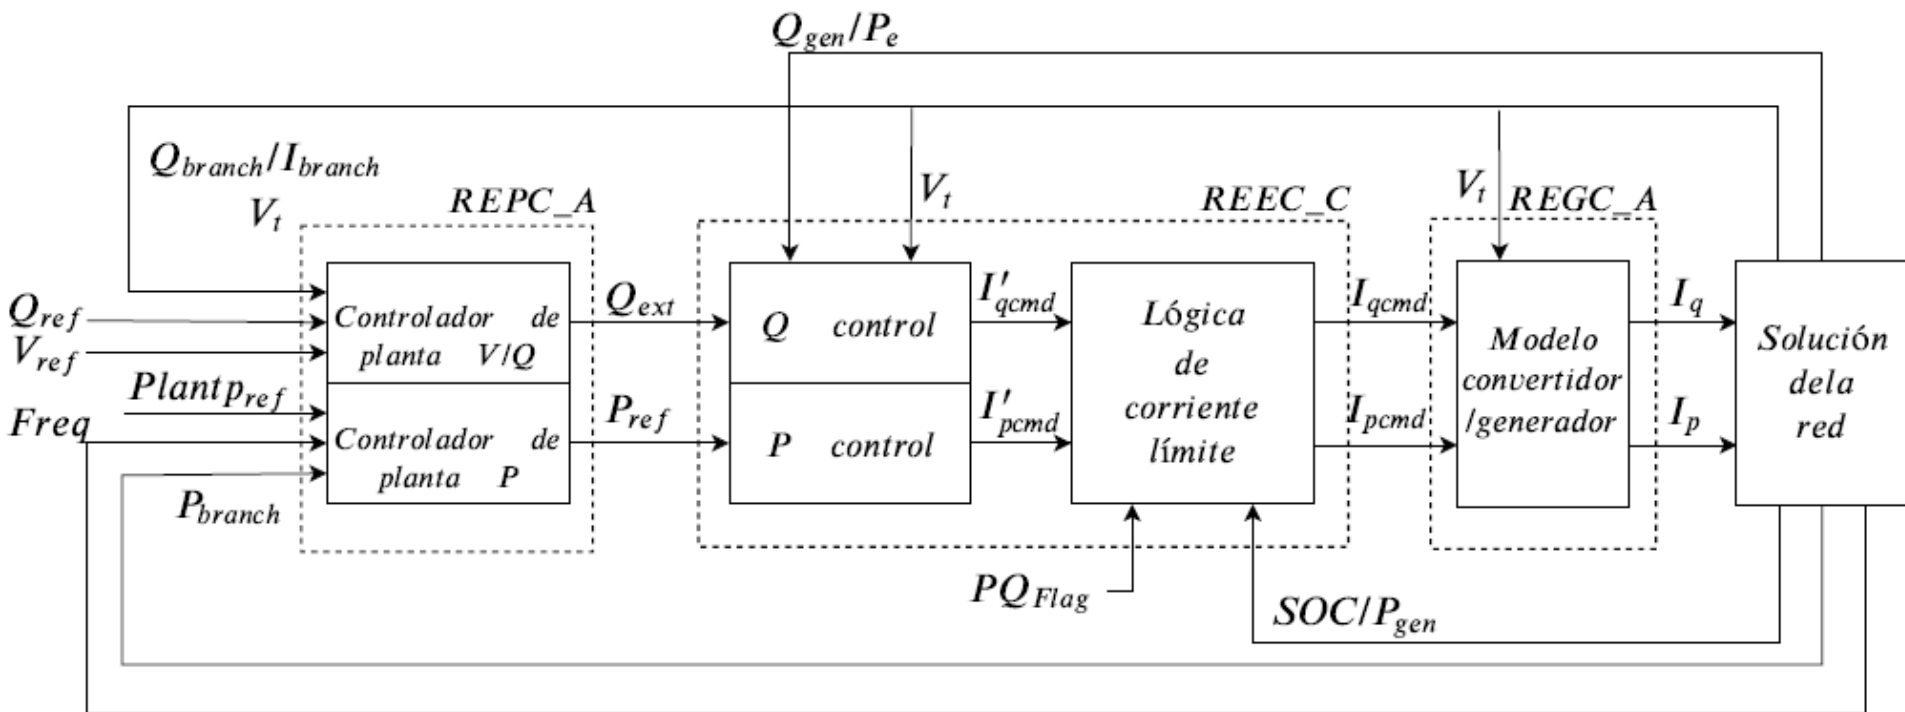 Q_gen/P_e
Q_branch/I_branch
V_t
REPC_A
V_t
REEC_C
V_t
REGC_A
Q_ref
V_ref
Plantp_ref
Freq
P_branch
Controlador de
planta V/Q
Controlador de
planta P
Q_ext
P_ref
Q control
P control
I'_qcmd
I'_pcmd
Lógica
de
corriente
límite
I_qcmd
I_pcmd
Modelo
convertidor
/generador
I_q
I_p
Solución
dela
red
PQ_Flag
SOC/P_gen